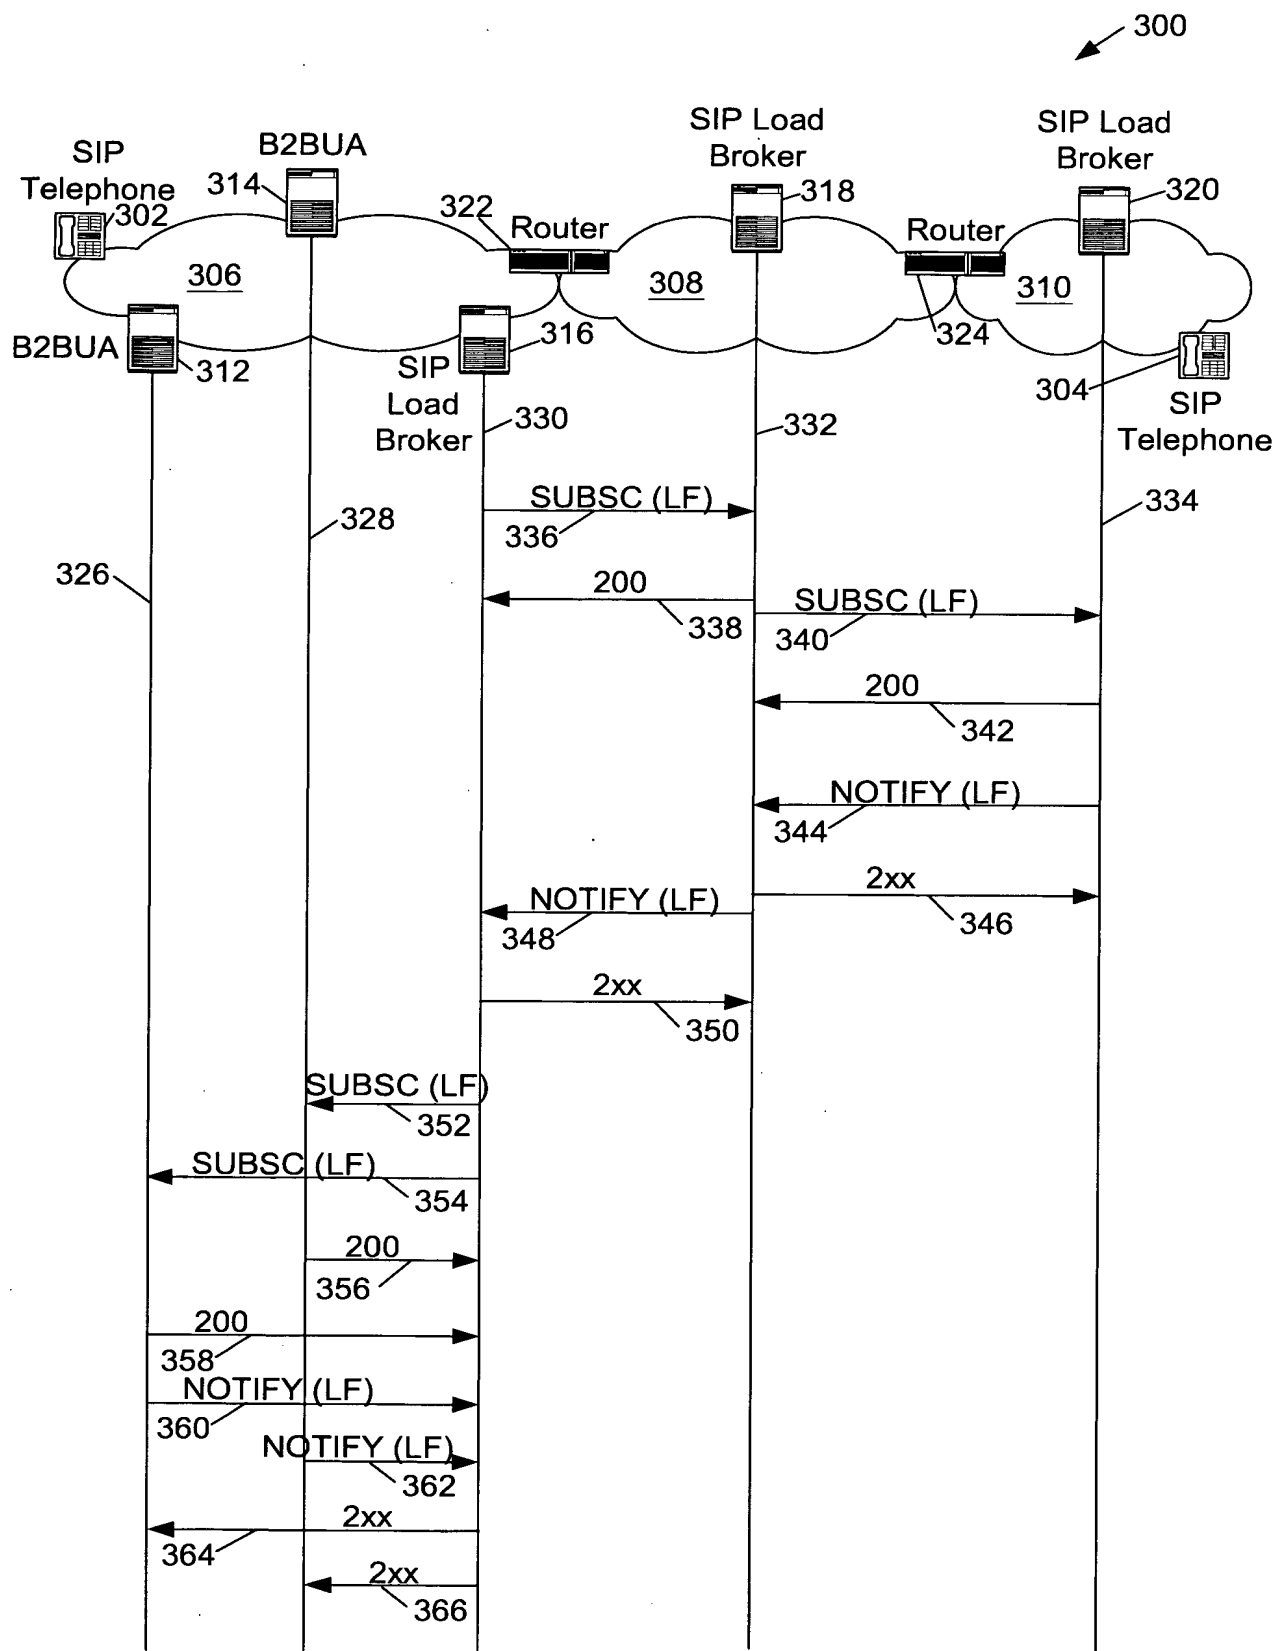 300
SIP Load
Broker
SIP Load
Broker
B2BUA
SIP
Telephone
314
302
322
Router
318
Router
320
306
308
310
B2BUA
312
316
324
304
SIP
Load
Broker
SIP
Telephone
330
332
334
SUBSC (LF)
336
328
326
200
338
SUBSC (LF)
340
200
342
NOTIFY (LF)
344
2xx
346
NOTIFY (LF)
348
2xx
350
SUBSC (LF)
352
SUBSC (LF)
354
200
356
200
358
NOTIFY (LF)
360
NOTIFY (LF)
362
2xx
364
2xx
366